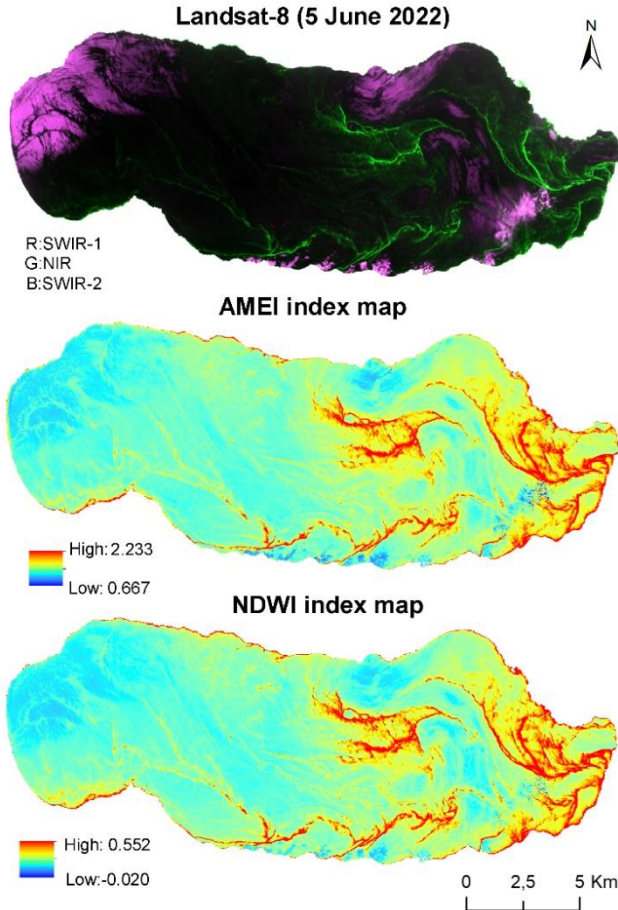 Landsat-8 (5 June 2022)
N
R:SWIR-1
G:NIR
B:SWIR-2
AMEI index map
High: 2.233
Low: 0.667
NDWI index map
High: 0.552
Low:-0.020
0 2,5 5 Km